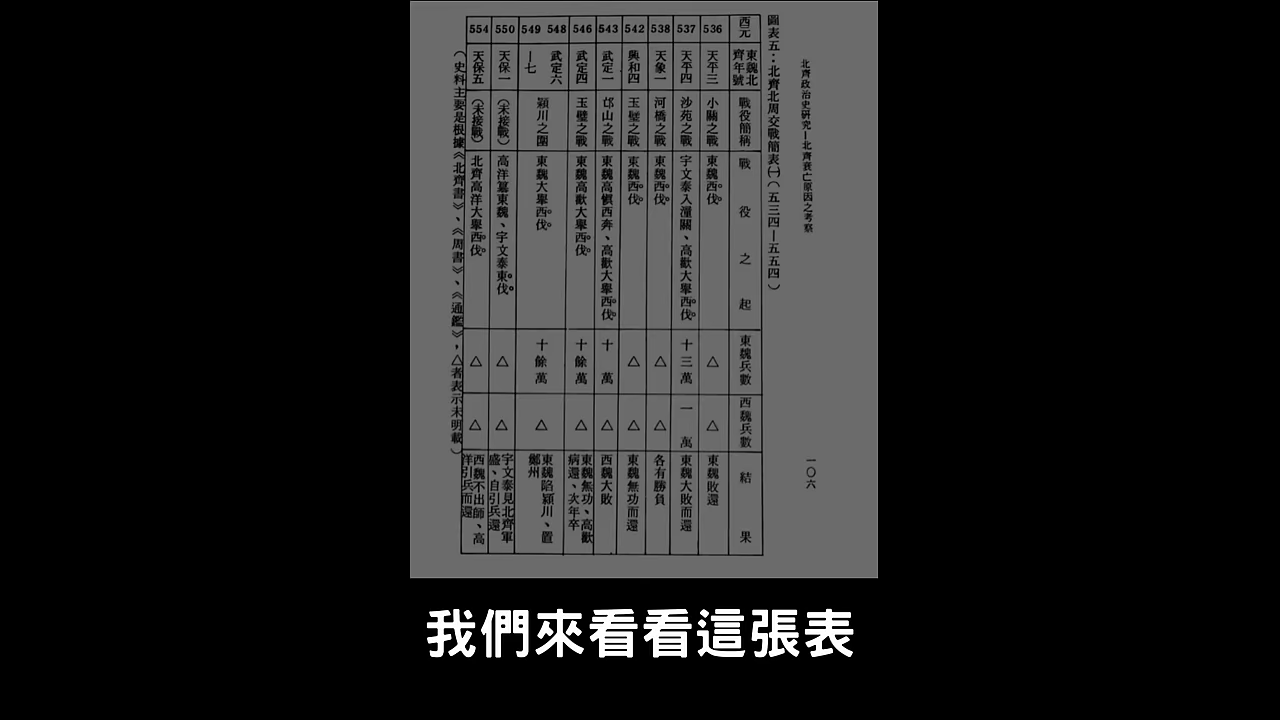 北齊政治史研究—北齊衰亡原因之考察
一〇六
圖表五：北齊北周交戰簡表㈠（五三四—五五四）
西元 東魏北齊年號 戰役簡稱 戰役之起 東魏兵數 西魏兵數 結果
536 天平三 小關之戰 東魏西伐。 △ △ 東魏敗還
537 天平四 沙苑之戰 宇文泰入潼關、高歡大舉西伐。 十三萬 一萬 東魏大敗而還
538 天象一 河橋之戰 東魏西伐。 △ △ 各有勝負
542 興和四 玉壁之戰 東魏西伐。 △ △ 東魏無功而還
543 武定一 邙山之戰 東魏高慎西奔、高歡大舉西伐。 十萬 △ 西魏大敗
546 武定四 玉璧之戰 東魏高歡大舉西伐。 十餘萬 △ 東魏無功、高歡病還、次年卒
548 549 武定六—七 潁川之圍 東魏大舉西伐。 十餘萬 △ 東魏陷潁川、置鄭州
550 天保一 （未接戰） 高洋篡東魏、宇文泰東伐。 △ △ 宇文泰見北齊軍盛、自引兵還
554 天保五 （未接戰） 北齊高洋大舉西伐。 △ △ 西魏不出師、高洋引兵而還
（史料主要是根據《北齊書》、《周書》、《通鑑》，△者表示未明載）
我們來看看這張表